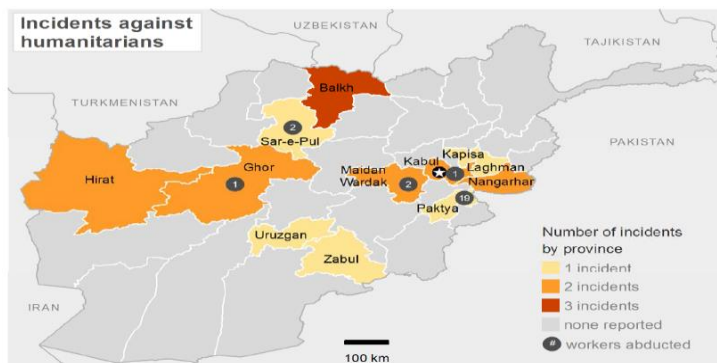 Incidents against
humanitarians
UZBEKISTAN
TAJIKISTAN
TURKMENISTAN
Balkh
2
Sar-e-Pul
PAKISTAN
Kapisa
Ghor
Maidan
Wardak
Kabul
Laghman
Hirat
1
2
1
Nangarhar
19
Paktya
Uruzgan
Zabul
Number of incidents
by province
1 incident
2 incidents
3 incidents
none reported
# workers abducted
IRAN
100 km